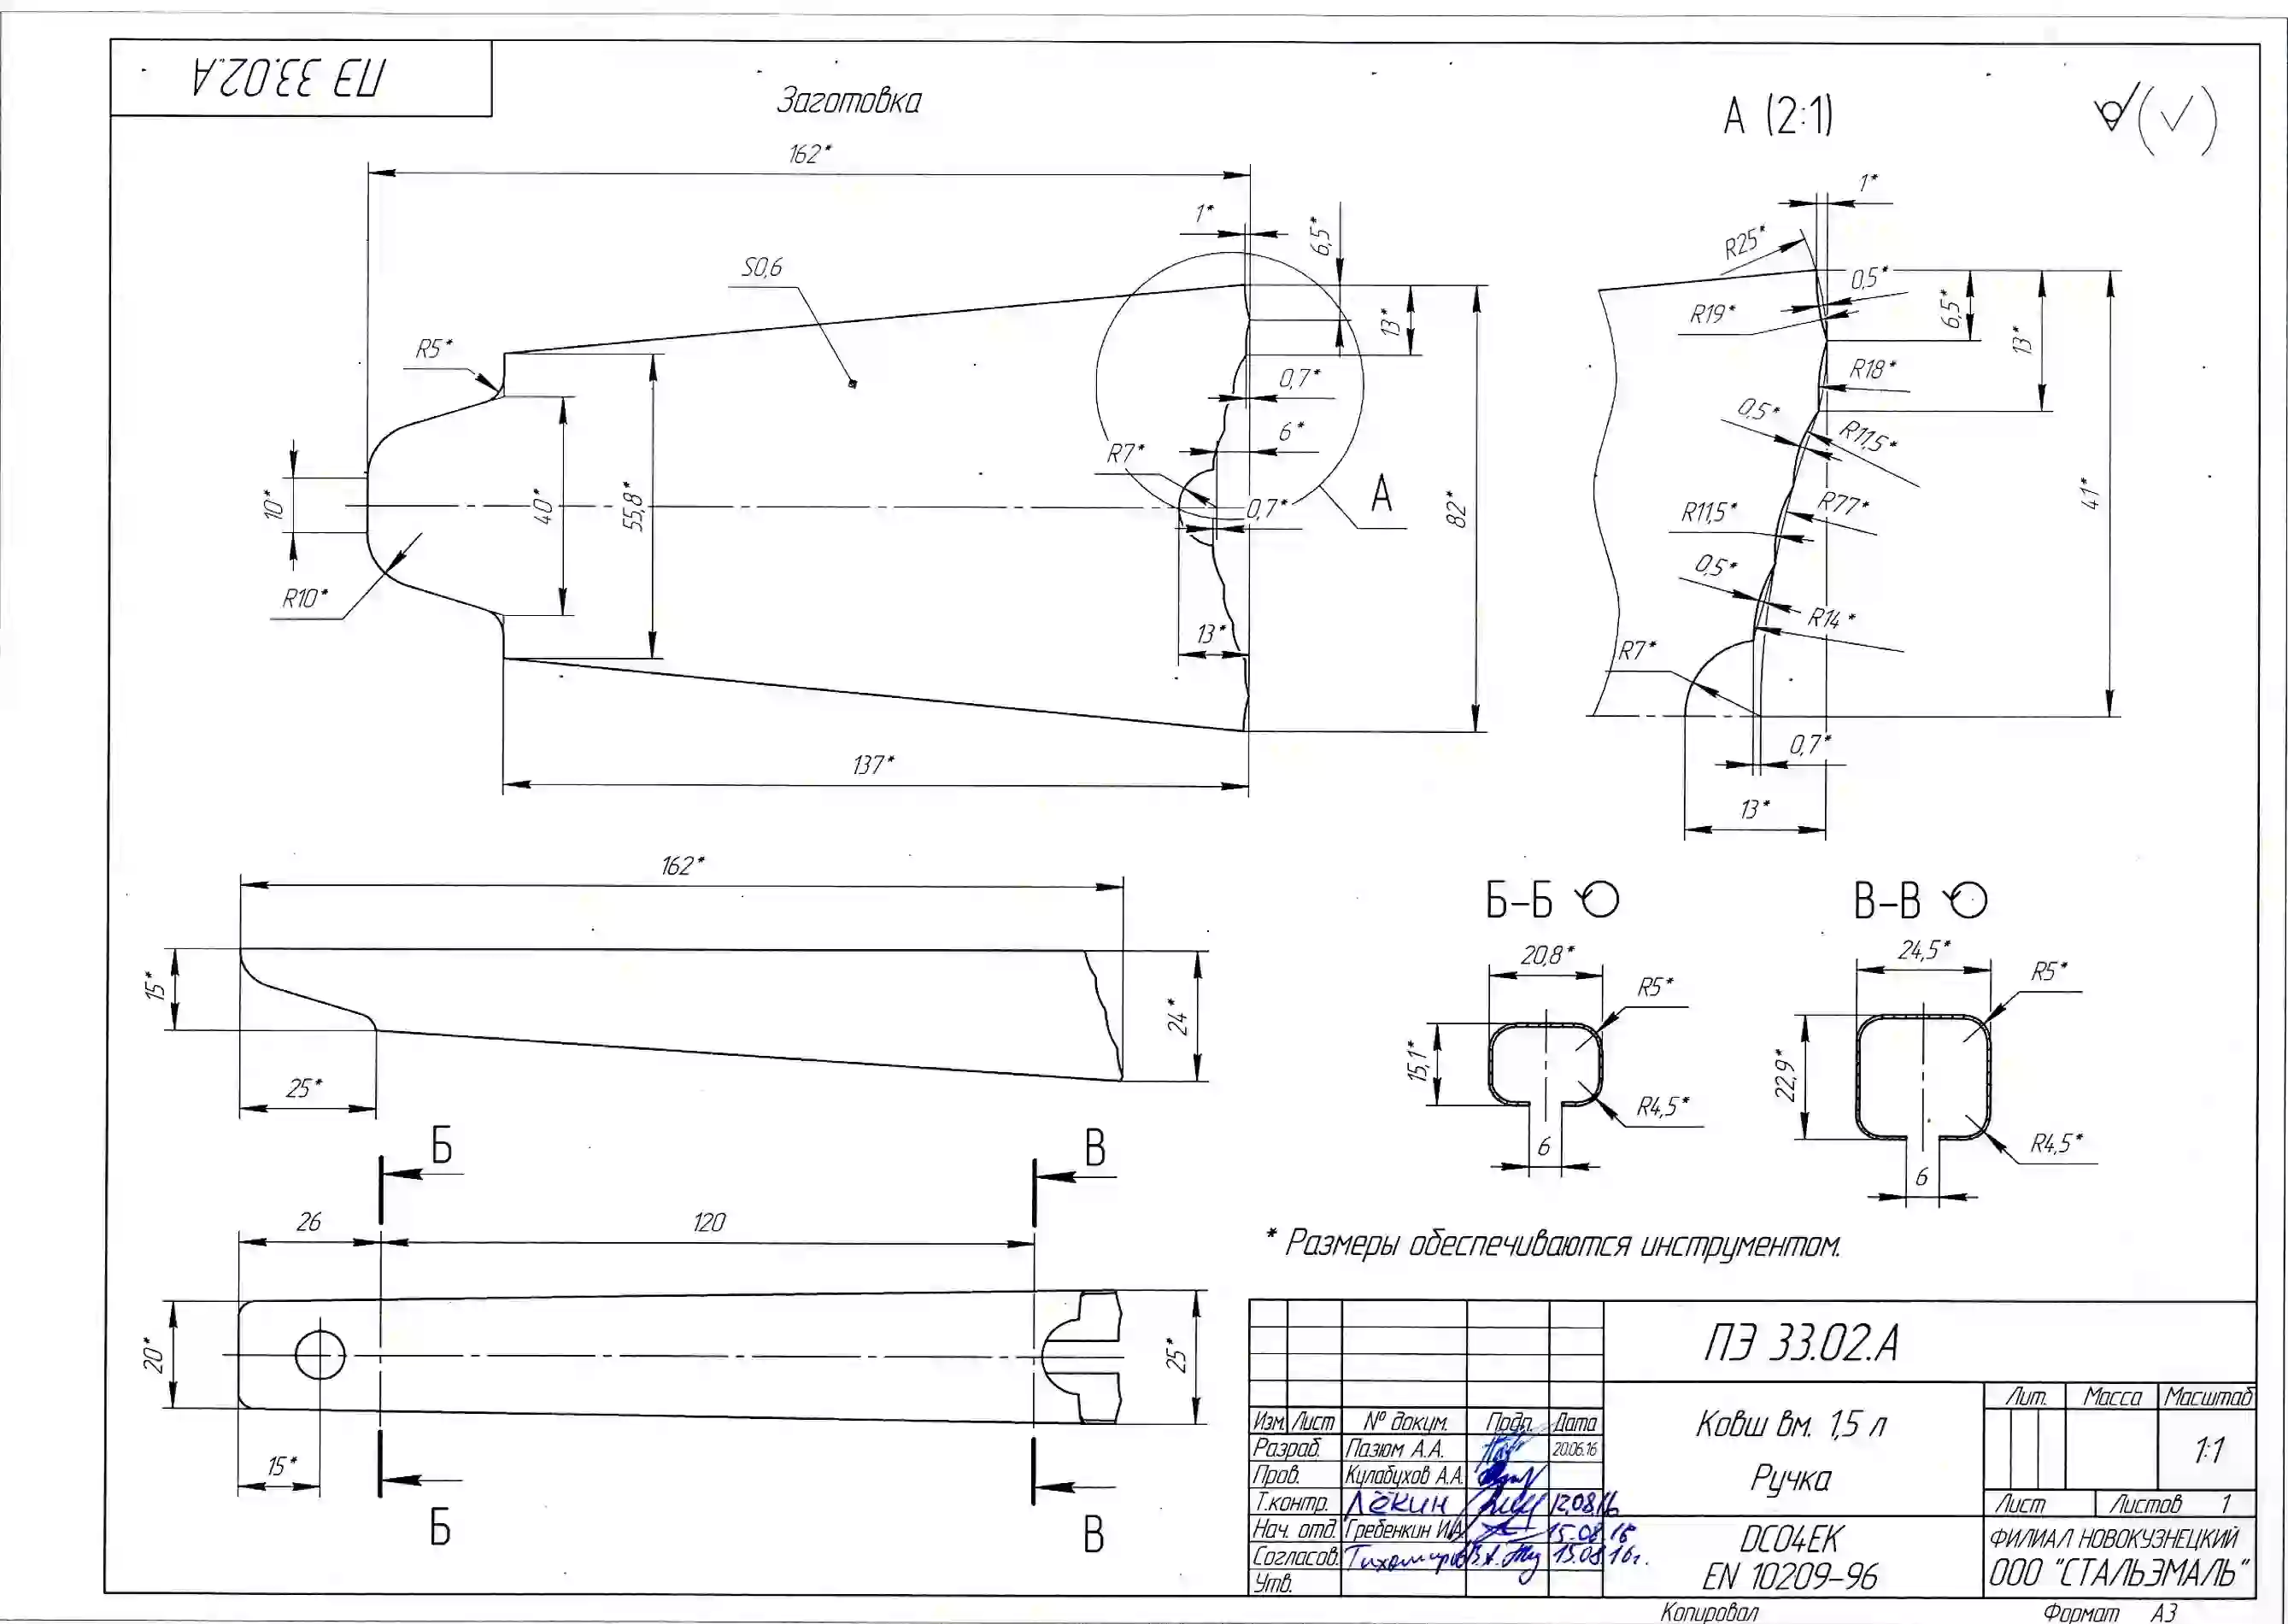 ПЭ 33.02.А
Заготовка
А (2:1)
162*
1*
6,5*
S0,6
13*
R5*
0,7*
6*
R7*
10*
40*
55,8*
0,7*
82*
А
R10*
13*
137*
1*
R25*
0,5*
R19*
6,5*
13*
R18*
0,5*
R11,5*
R77*
R11,5*
41*
0,5*
R14*
R7*
0,7*
13*
162*
15*
24*
25*
Б-Б
20,8*
R5*
15,1*
R4,5*
6
В-В
24,5*
R5*
22,9*
R4,5*
6
Б
В
26
120
20*
25*
15*
Б
В
* Размеры обеспечиваются инструментом.
ПЭ 33.02.А
Ковш вм. 1,5 л
Ручка
Лит. Масса Масштаб
1:1
Лист Листов 1
Изм. Лист № докум. Подп. Дата
Разраб. Пазюм А.А. 20.06.16
Пров. Кулабухов А.А.
Т.контр. Лёкин 12.08.16
Нач. отд. Гребенкин И.А. 15.08.16
Согласов. 15.08.16г.
Утв.
DC04EK
EN 10209-96
ФИЛИАЛ НОВОКУЗНЕЦКИЙ
ООО "СТАЛЬЭМАЛЬ"
Копировал Формат А3